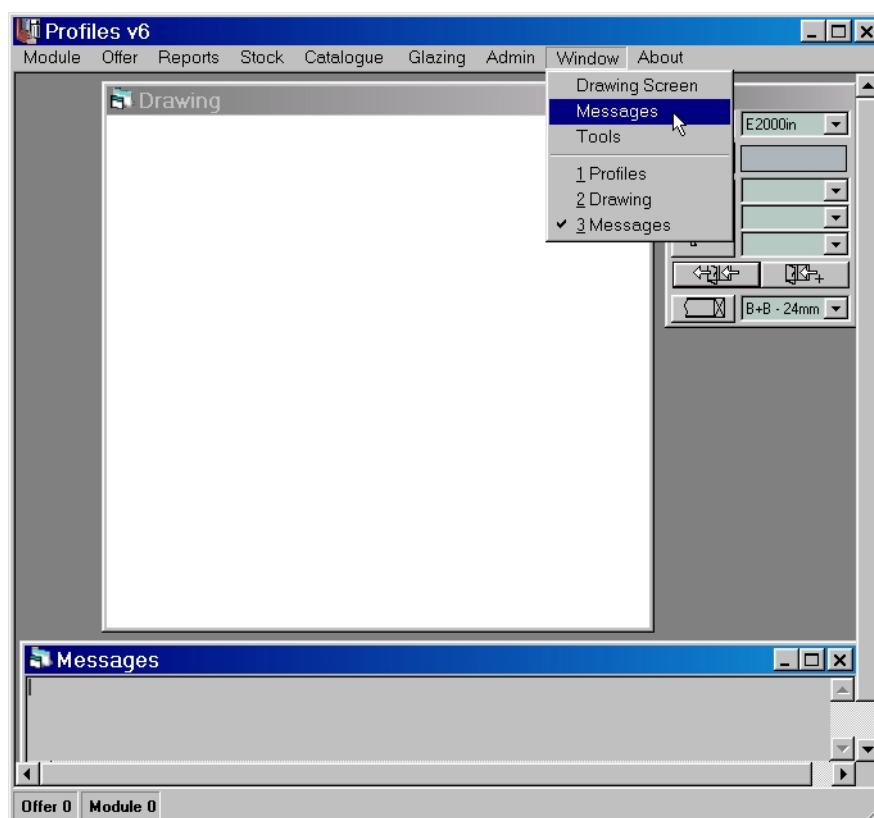 Profiles v6
Module Offer Reports Stock Catalogue Glazing Admin Window About
Drawing Screen
Messages
Tools
1 Profiles
2 Drawing
✔ 3 Messages
Drawing
E2000in
B+B - 24mm
Messages
Offer 0 Module 0